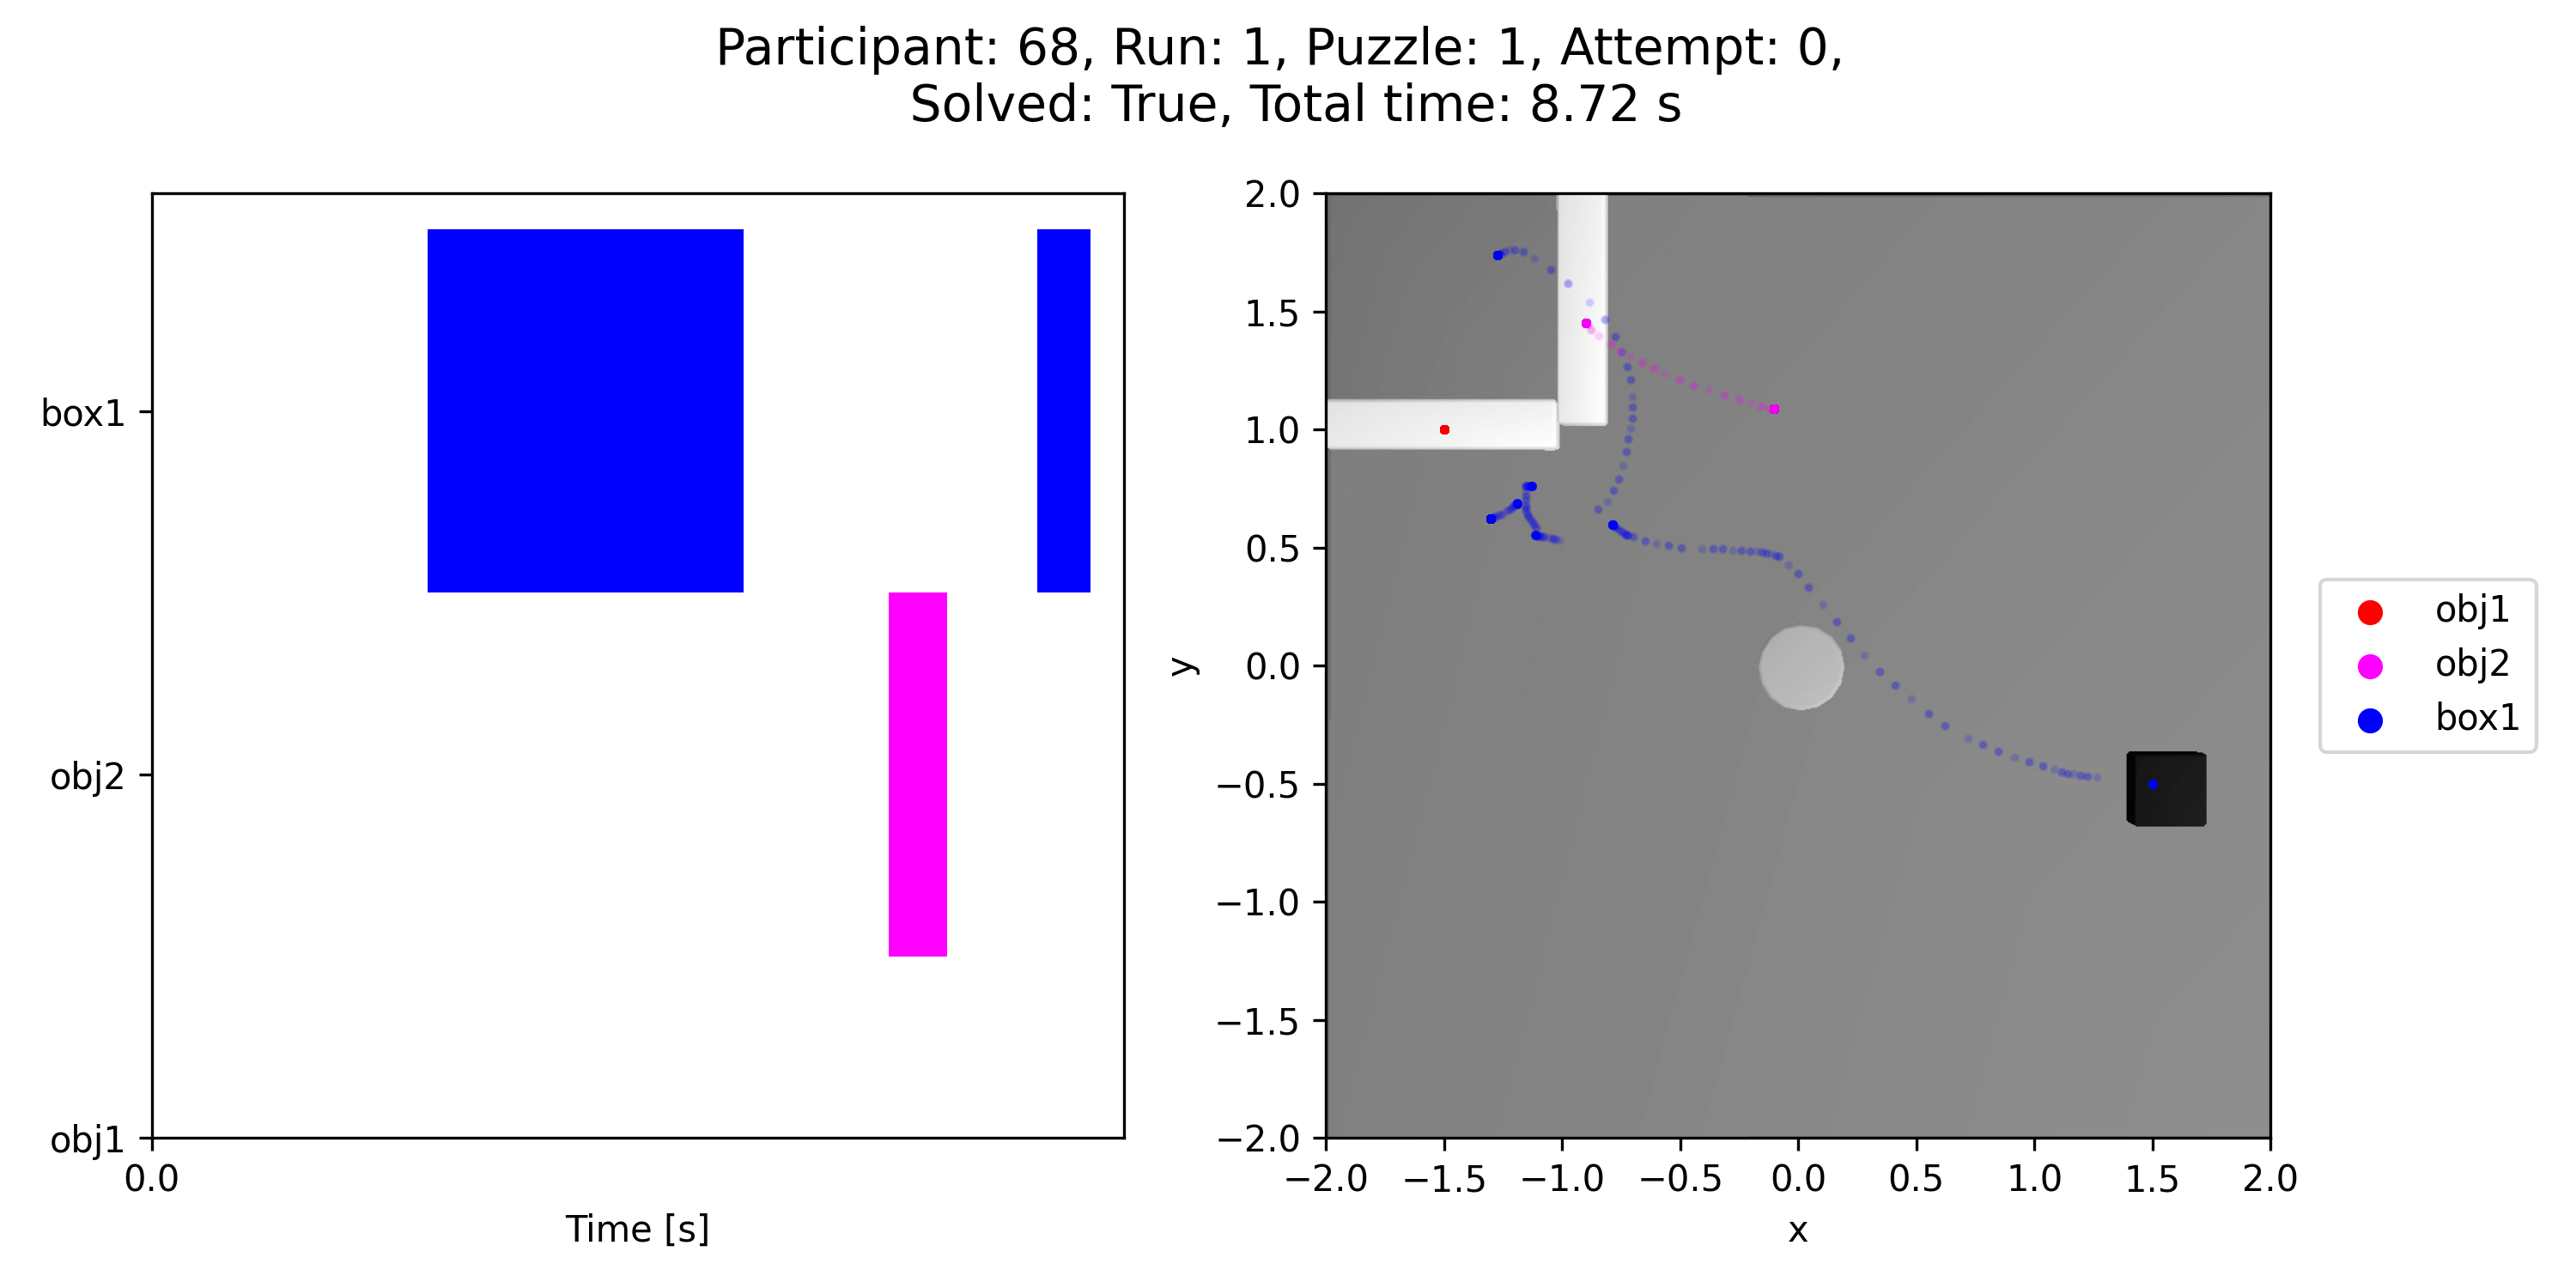 Participant: 68, Run: 1, Puzzle: 1, Attempt: 0,
Solved: True, Total time: 8.72 s
box1
obj2
obj1
0.0
Time [s]
2.0
1.5
1.0
0.5
0.0
−0.5
−1.0
−1.5
−2.0
y
−2.0 −1.5 −1.0 −0.5 0.0 0.5 1.0 1.5 2.0
x
obj1
obj2
box1